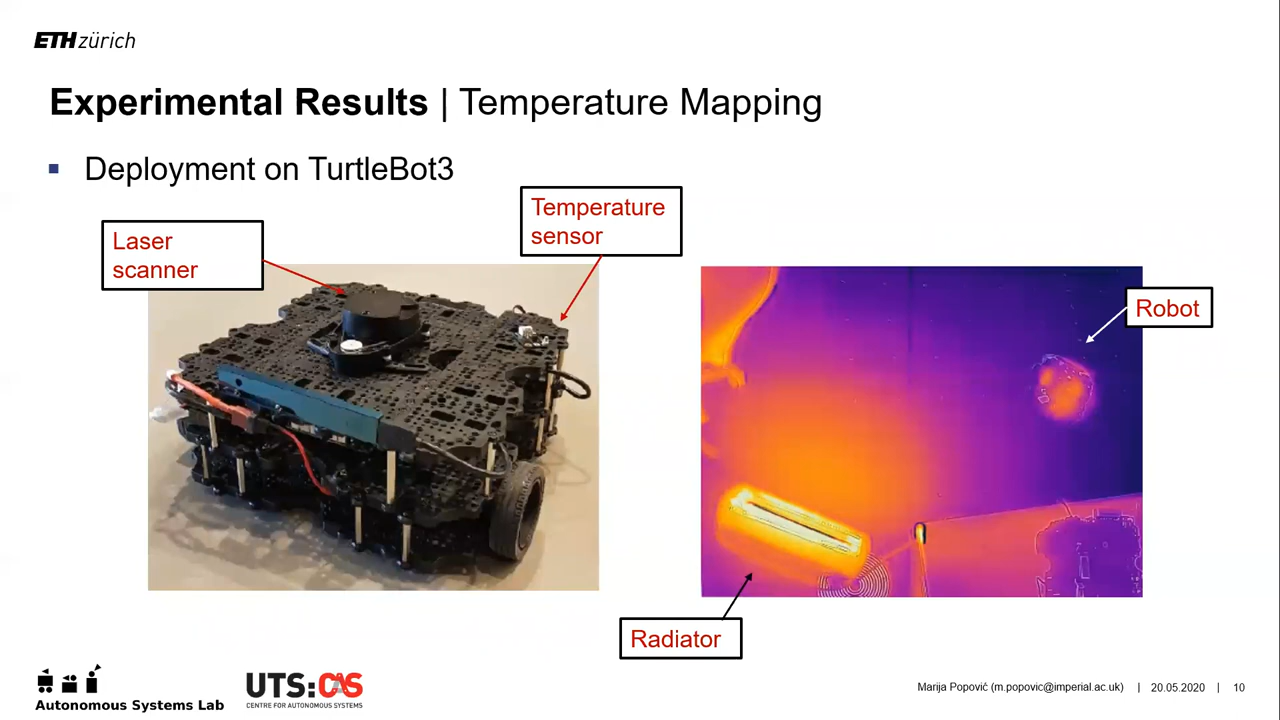 ETH zürich
Experimental Results | Temperature Mapping
Deployment on TurtleBot3
Temperature
sensor
Laser
scanner
Robot
Radiator
Autonomous Systems Lab
UTS:CAS
CENTRE FOR AUTONOMOUS SYSTEMS
Marija Popović (m.popovic@imperial.ac.uk) | 20.05.2020 | 10